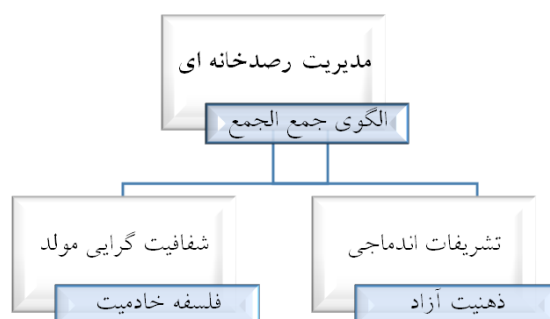 مدیریت رصدخانه ای
الگوی جمع الجمع
تشریفات اندماجی
ذهنیت آزاد
شفافیت گرایی مولد
فلسفه خادمیت